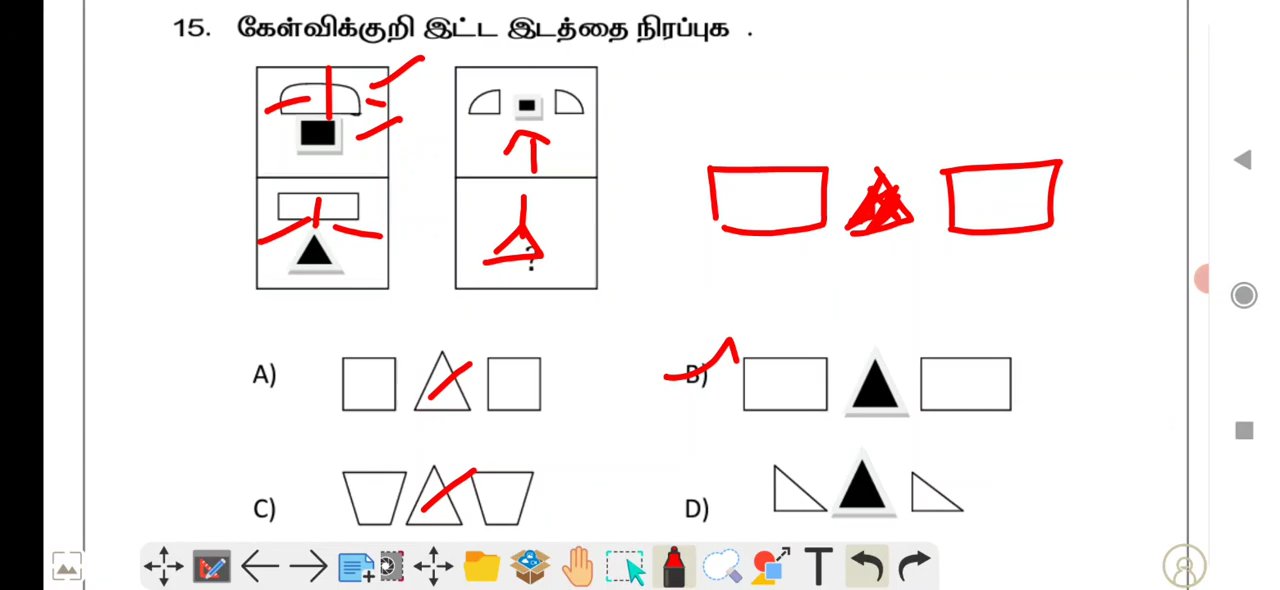 15. கேள்விக்குறி இட்ட இடத்தை நிரப்புக .
?
A)
B)
C)
D)
T